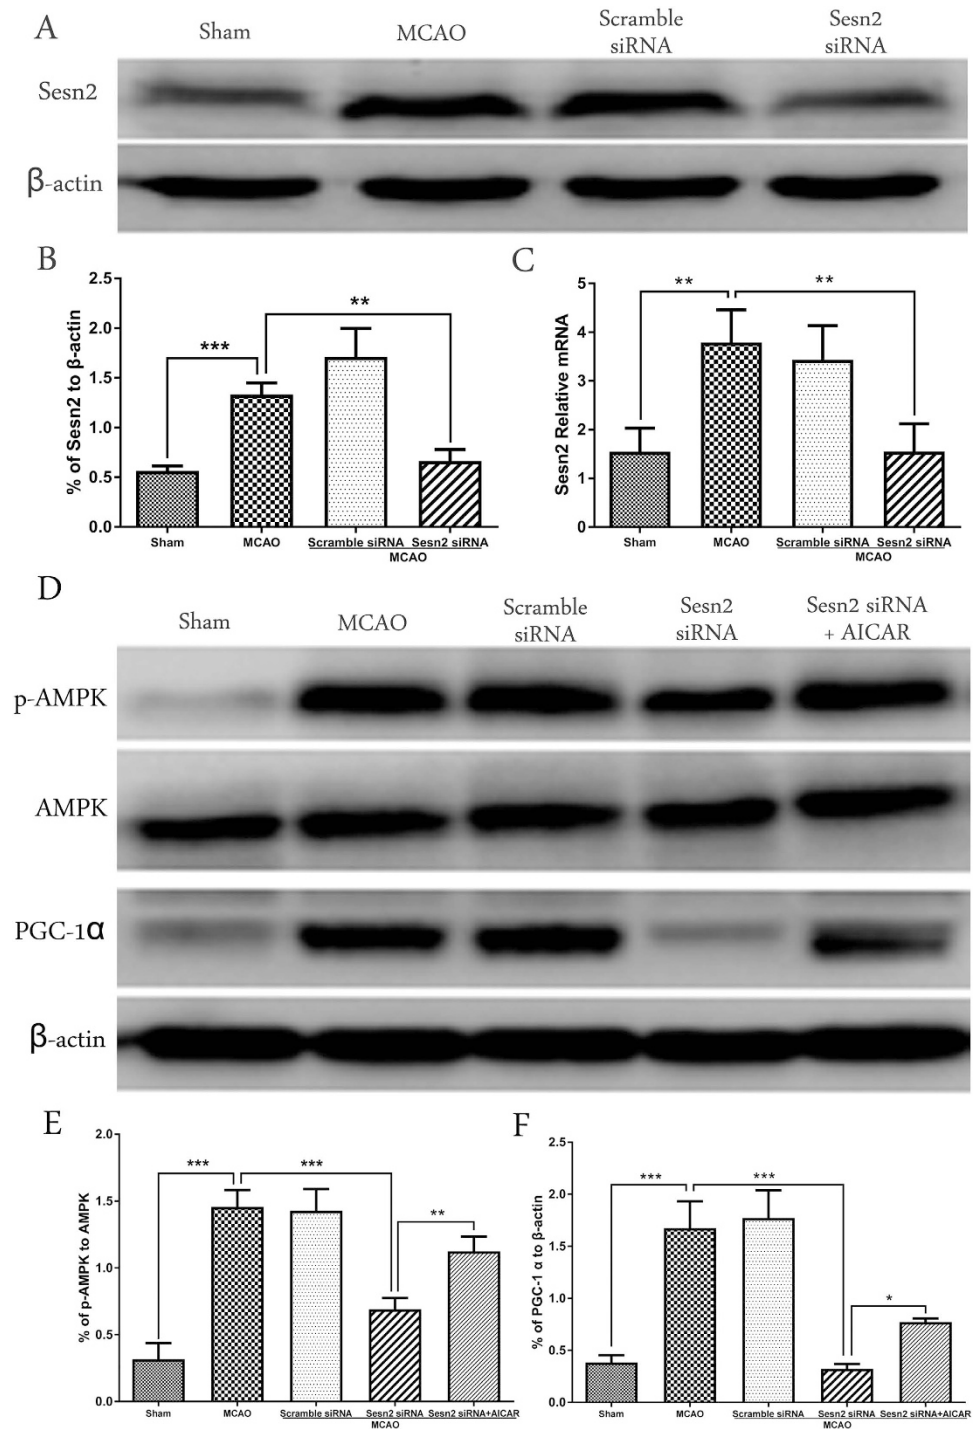 A
Sham
MCAO
Scramble
siRNA
Sesn2
siRNA
Sesn2
β-actin
B
% of Sesn2 to β-actin
2.5
2.0
1.5
1.0
0.5
0.0
***
**
Sham
MCAO
Scramble siRNA
Sesn2 siRNA
MCAO
C
Sesn2 Relative mRNA
5
4
3
2
1
0
**
**
Sham
MCAO
Scramble siRNA
Sesn2 siRNA
MCAO
D
Sham
MCAO
Scramble
siRNA
Sesn2
siRNA
Sesn2 siRNA
+ AICAR
p-AMPK
AMPK
PGC-1α
β-actin
E
% of p-AMPK to AMPK
2.0
1.5
1.0
0.5
0.0
***
***
**
Sham
MCAO
Scramble siRNA
Sesn2 siRNA
Sesn2 siRNA+AICAR
MCAO
F
% of PGC-1 α to β-actin
2.5
2.0
1.5
1.0
0.5
0.0
***
***
*
Sham
MCAO
Scramble siRNA
Sesn2 siRNA
Sesn2 siRNA+AICAR
MCAO